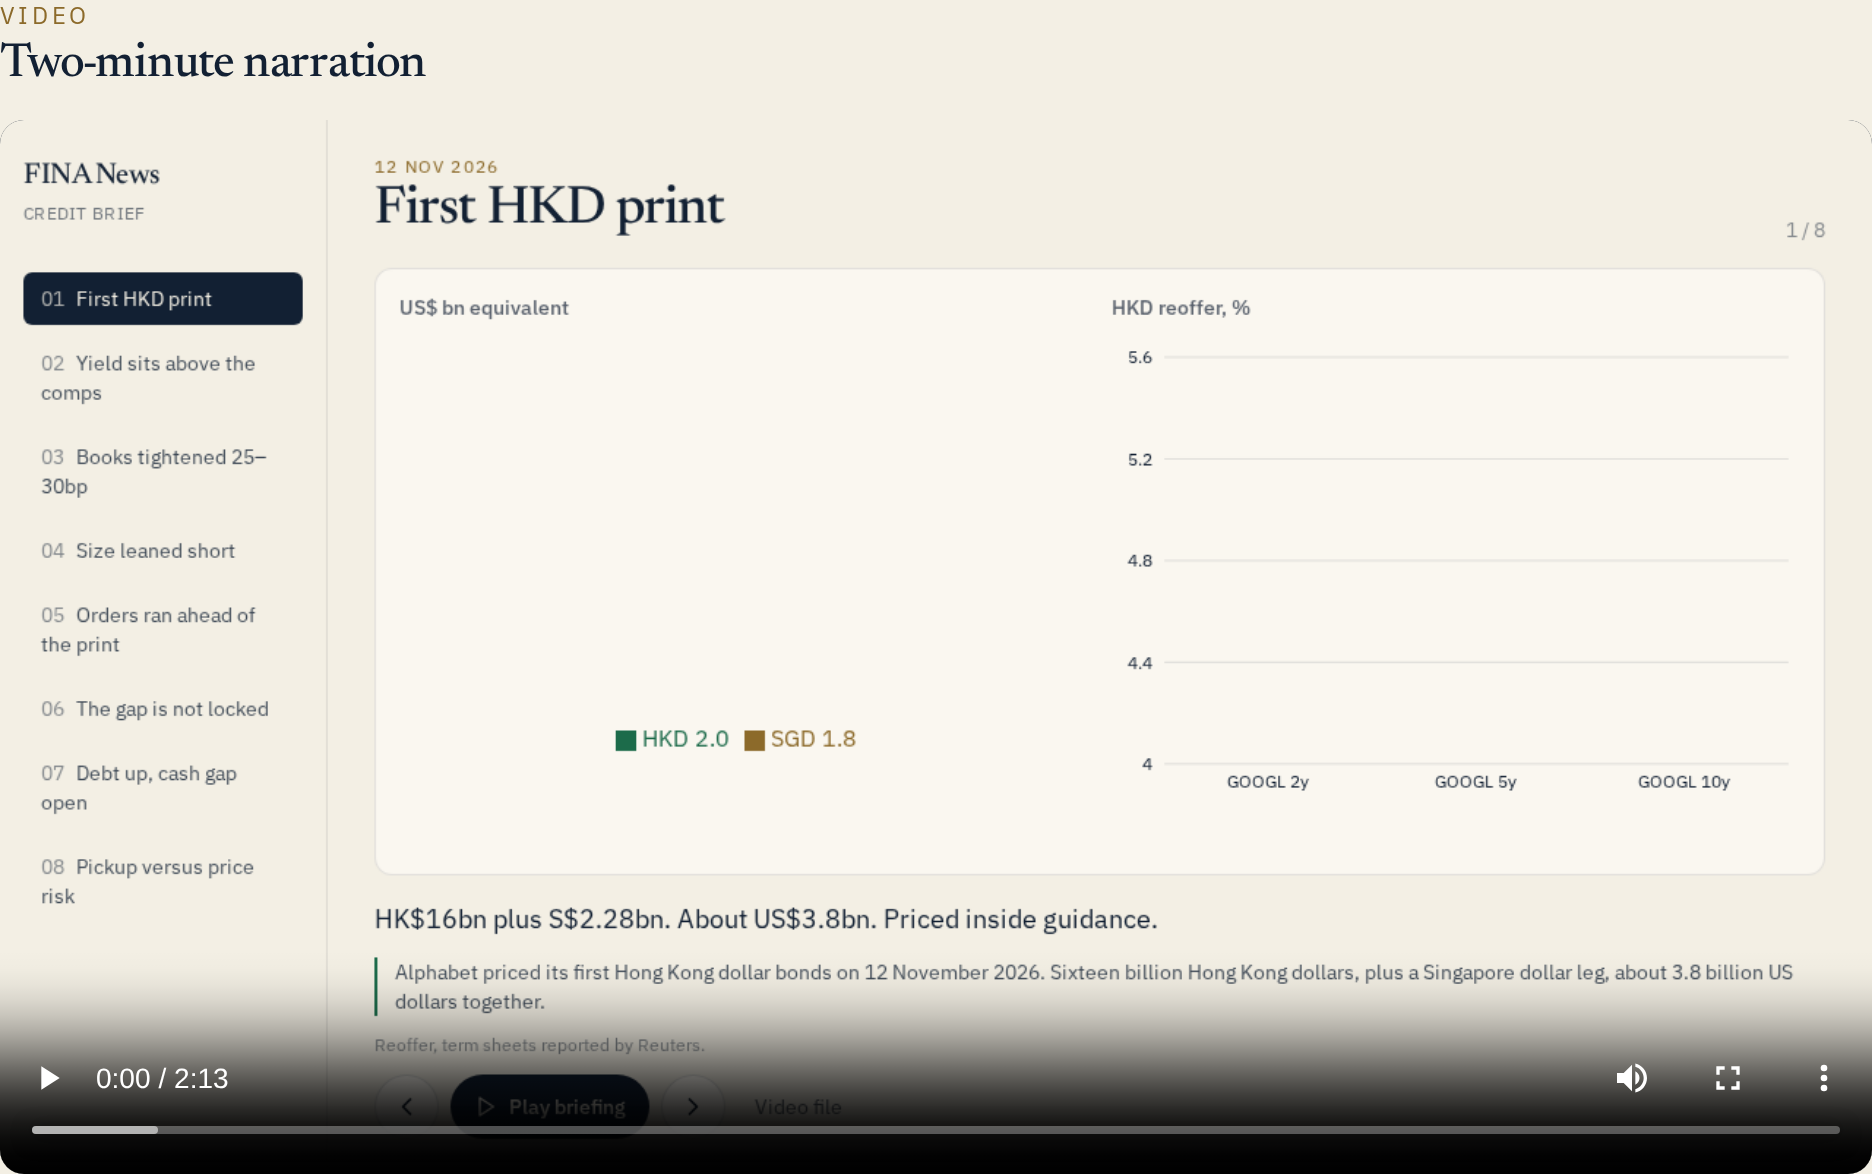 VIDEO
Two-minute narration
FINA News
CREDIT BRIEF
01 First HKD print
02 Yield sits above the
comps
03 Books tightened 25–
30bp
04 Size leaned short
05 Orders ran ahead of
the print
06 The gap is not locked
07 Debt up, cash gap
open
08 Pickup versus price
risk
12 NOV 2026
First HKD print
1 / 8
US$ bn equivalent
HKD 2.0 SGD 1.8
HKD reoffer, %
5.6
5.2
4.8
4.4
4
GOOGL 2y GOOGL 5y GOOGL 10y
HK$16bn plus S$2.28bn. About US$3.8bn. Priced inside guidance.
Alphabet priced its first Hong Kong dollar bonds on 12 November 2026. Sixteen billion Hong Kong dollars, plus a Singapore dollar leg, about 3.8 billion US
dollars together.
Reoffer, term sheets reported by Reuters.
0:00 / 2:13
Play briefing
Video file